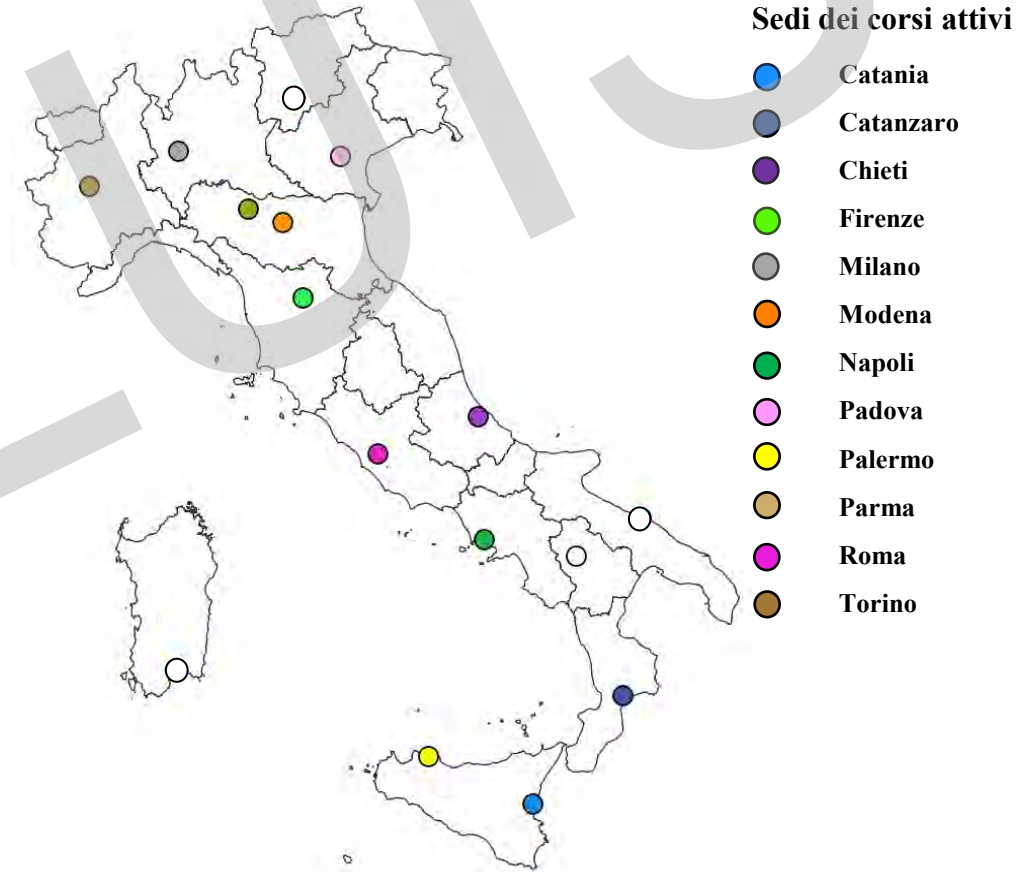 Sedi dei corsi attivi
Catania
Catanzaro
Chieti
Firenze
Milano
Modena
Napoli
Padova
Palermo
Parma
Roma
Torino